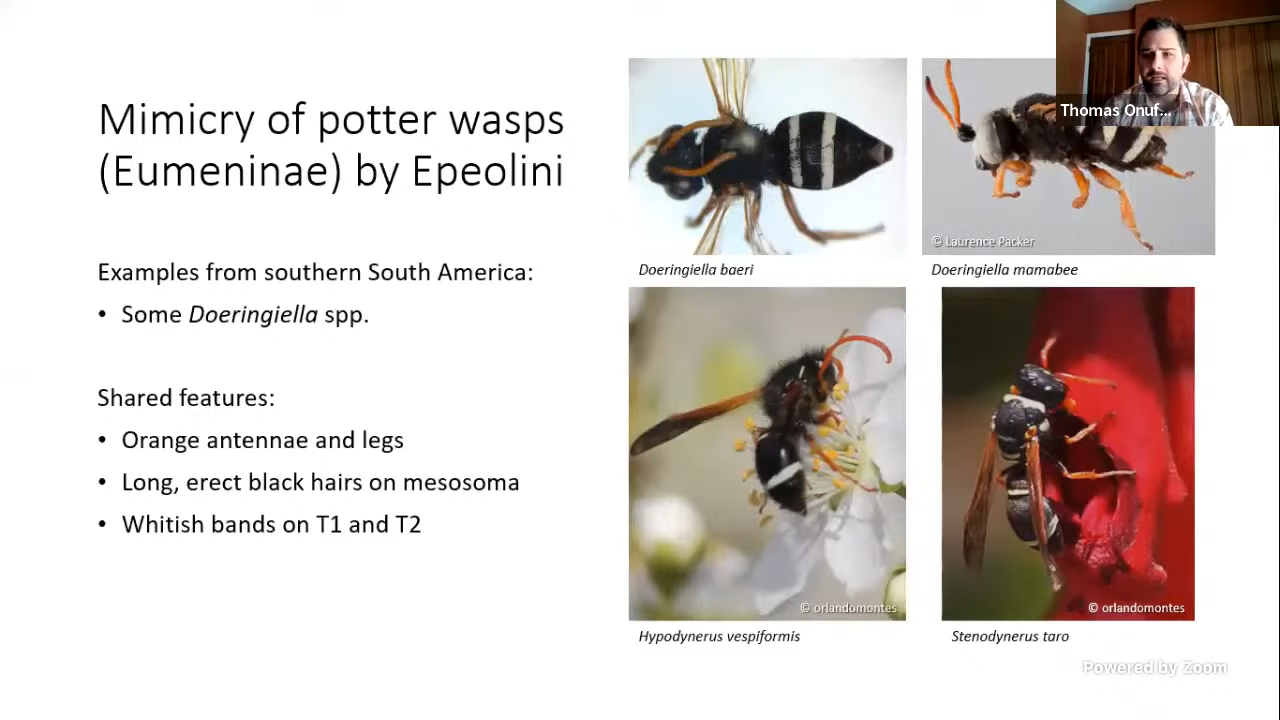 Mimicry of potter wasps
(Eumeninae) by Epeolini
Examples from southern South America:
• Some Doeringiella spp.
Shared features:
• Orange antennae and legs
• Long, erect black hairs on mesosoma
• Whitish bands on T1 and T2
Thomas Onuf...
© Laurence Packer
Doeringiella baeri
Doeringiella mamabee
© orlandomontes
© orlandomontes
Hypodynerus vespiformis
Stenodynerus taro
Powered by Zoom